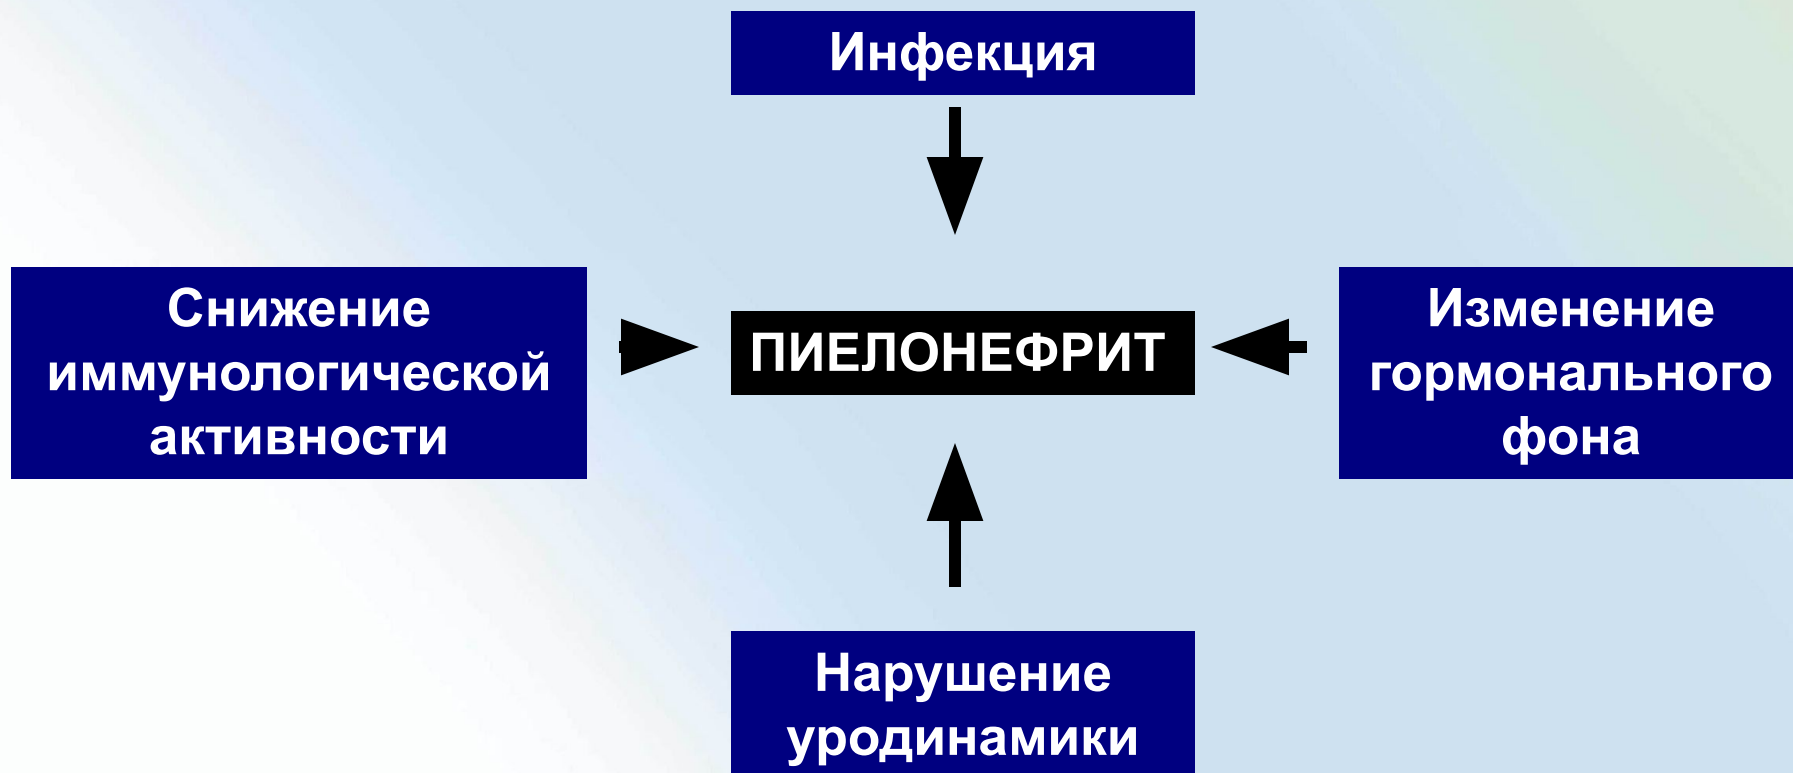 Инфекция
Снижение
иммунологической
активности
ПИЕЛОНЕФРИТ
Изменение
гормонального
фона
Нарушение
уродинамики